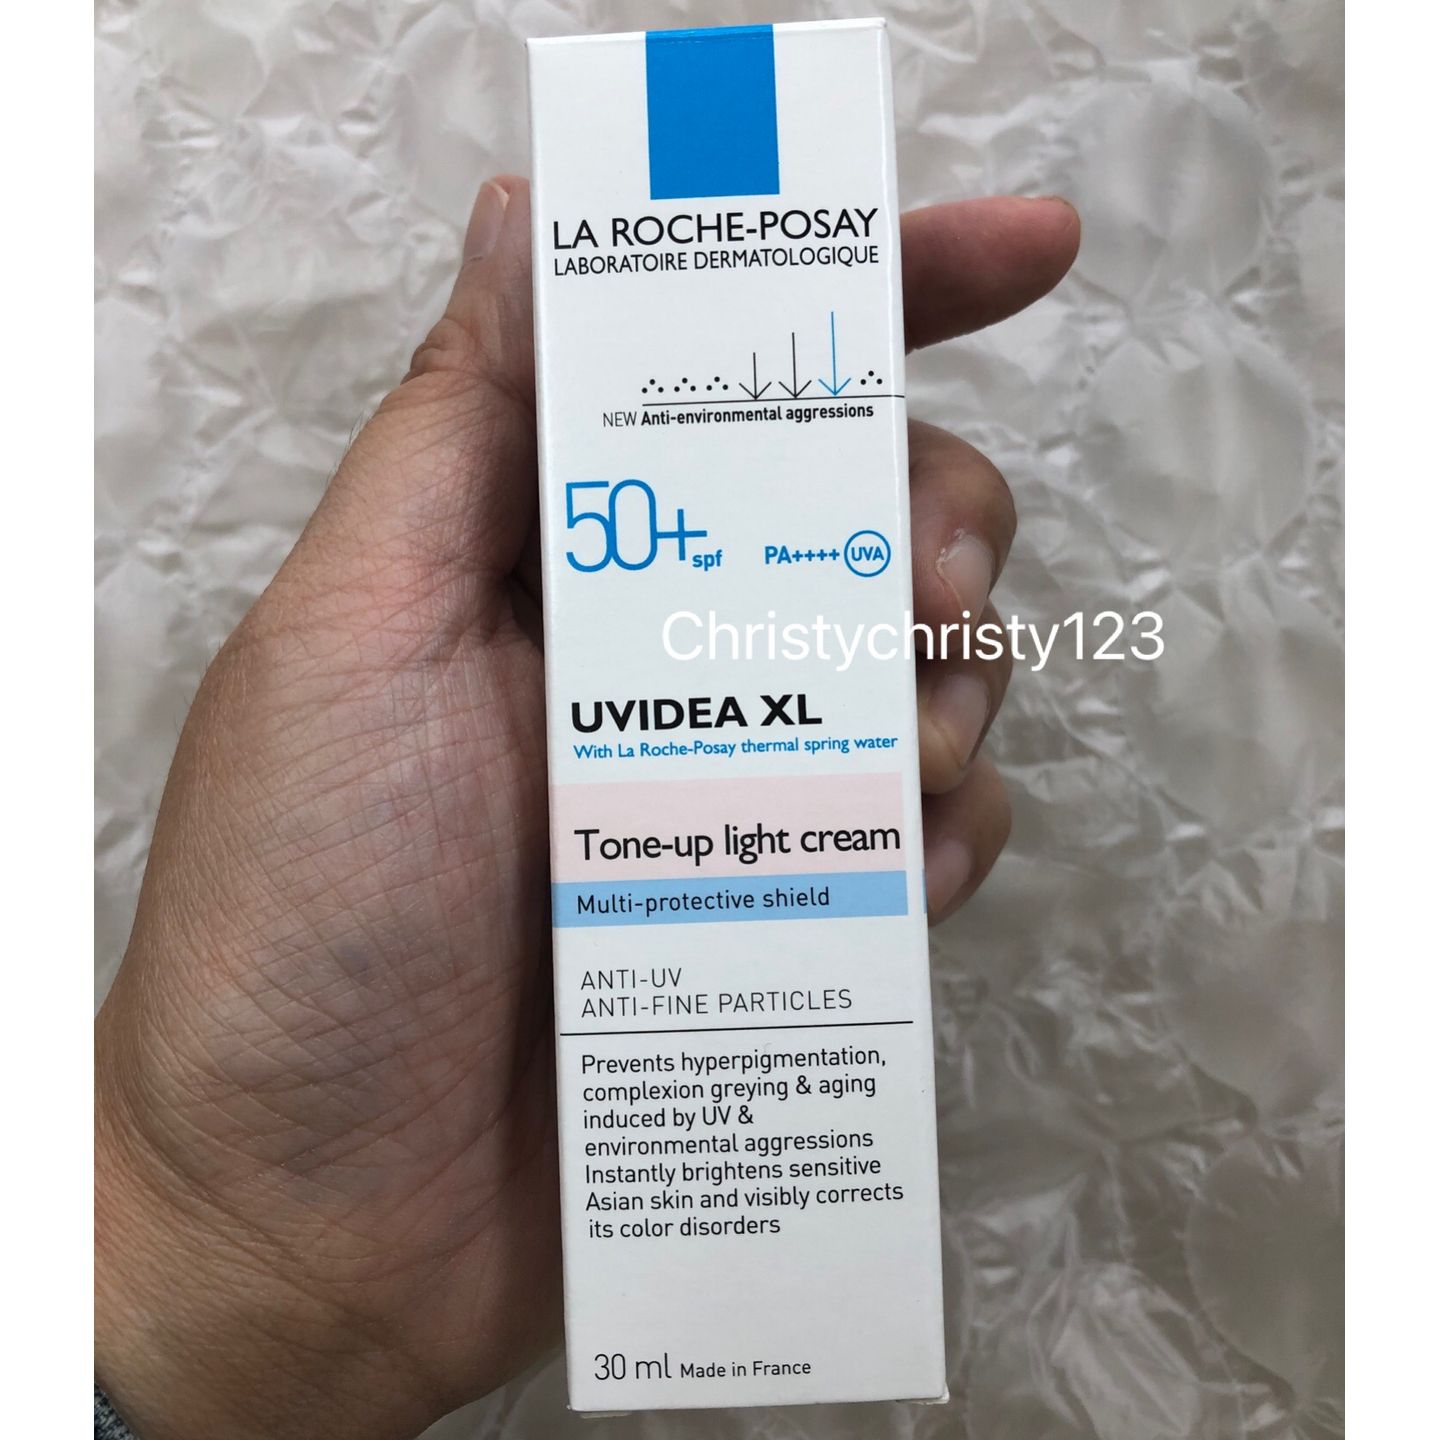 LA ROCHE-POSAY
LABORATOIRE DERMATOLOGIQUE
NEW Anti-environmental aggressions
50+ spf PA++++ UVA
Christychristy123
UVIDEA XL
With La Roche-Posay thermal spring water
Tone-up light cream
Multi-protective shield
ANTI-UV
ANTI-FINE PARTICLES
Prevents hyperpigmentation,
complexion greying & aging
induced by UV &
environmental aggressions
Instantly brightens sensitive
Asian skin and visibly corrects
its color disorders
30 ml Made in France